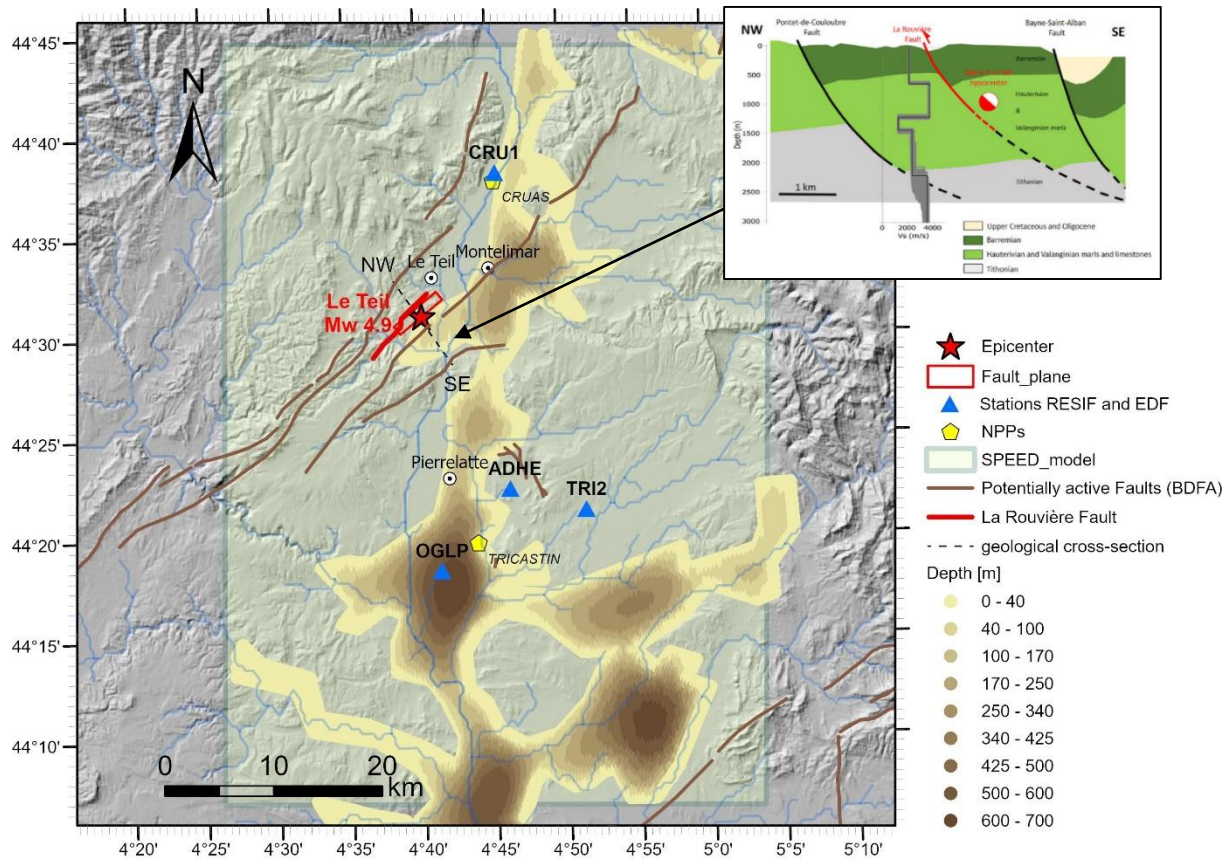 Pontet-de-Couloubre
Fault
La Rouvière
Fault
Bayne-Saint-Alban
Fault
NW
SE
0
500
1000
1500
2000
2500
3000
Depth [m]
Barremian
hypocenter
Hauterivian
&
Valanginian marls
Tithonian
1 km
0
2000
4000
Vs (m/s)
Upper Cretaceous and Oligocene
Barremian
Hauterivian and Valanginian marls and limestones
Tithonian
44°45'
44°40'
44°35'
44°30'
44°25'
44°20'
44°15'
44°10'
N
CRU1
CRUAS
Montelimar
Le Teil
NW
Le Teil
Mw 4.9
SE
Pierrelatte
ADHE
TRI2
OGLP
TRICASTIN
0
10
20
km
4°20'
4°25'
4°30'
4°35'
4°40'
4°45'
4°50'
4°55'
5°0'
5°5'
5°10'
Epicenter
Fault_plane
Stations RESIF and EDF
NPPs
SPEED_model
Potentially active Faults (BDFA)
La Rouvière Fault
geological cross-section
Depth [m]
0 - 40
40 - 100
100 - 170
170 - 250
250 - 340
340 - 425
425 - 500
500 - 600
600 - 700